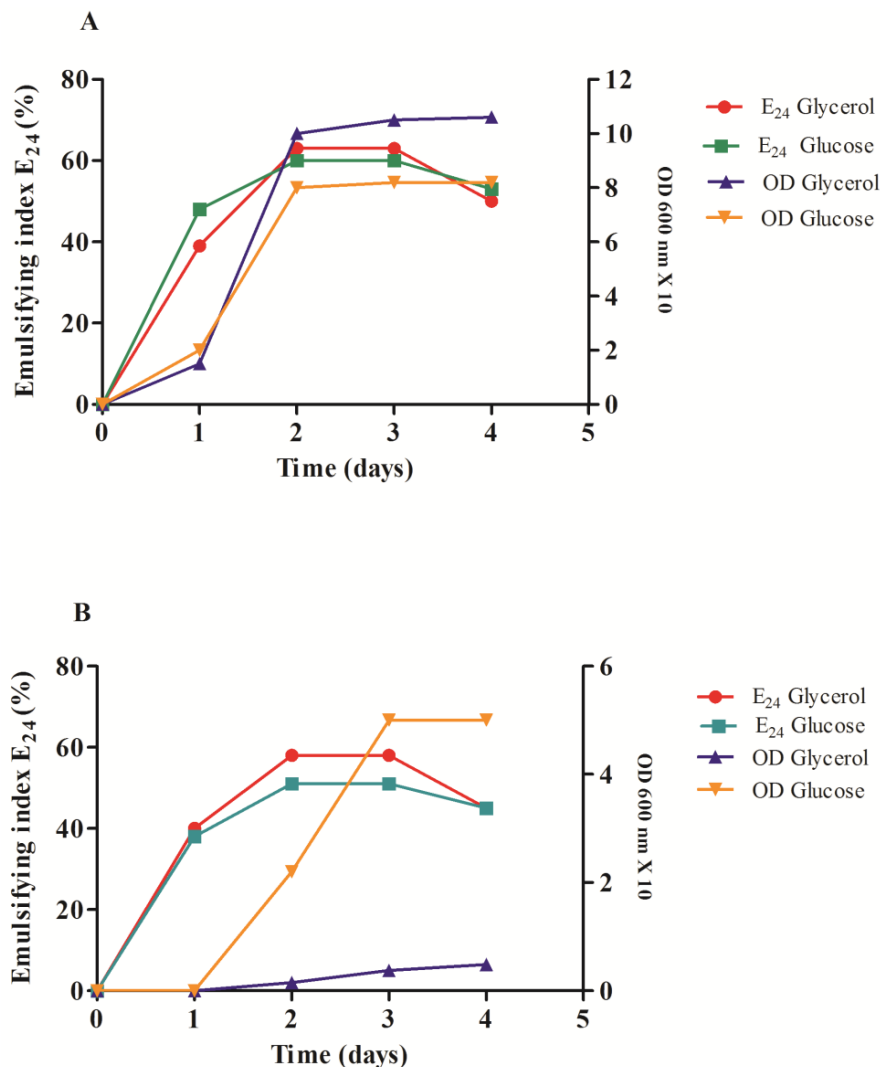 A
Emulsifying index E24 (%)
80
60
40
20
0
0 1 2 3 4 5
Time (days)
12
10
8
6
4
2
0
OD 600 nm X 10
E24 Glycerol
E24 Glucose
OD Glycerol
OD Glucose
B
Emulsifying index E24 (%)
80
60
40
20
0
0 1 2 3 4 5
Time (days)
6
4
2
0
OD 600 nm X 10
E24 Glycerol
E24 Glucose
OD Glycerol
OD Glucose